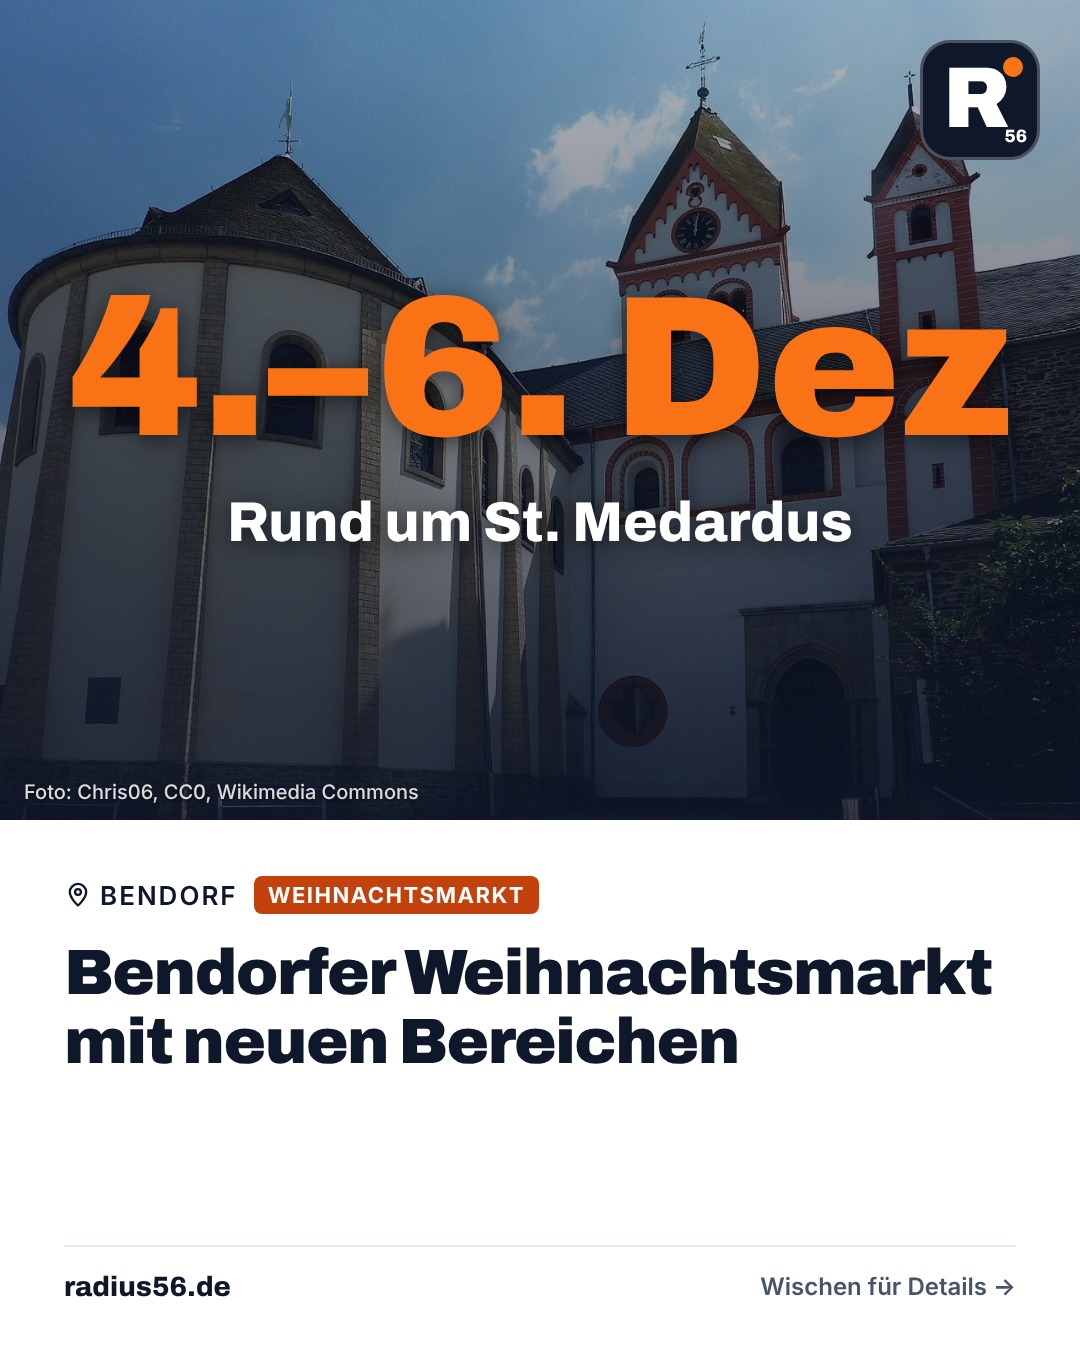 R
56
4.–6. Dez
Rund um St. Medardus
Foto: Chris06, CC0, Wikimedia Commons
BENDORF
WEIHNACHTSMARKT
Bendorfer Weihnachtsmarkt
mit neuen Bereichen
radius56.de
Wischen für Details →